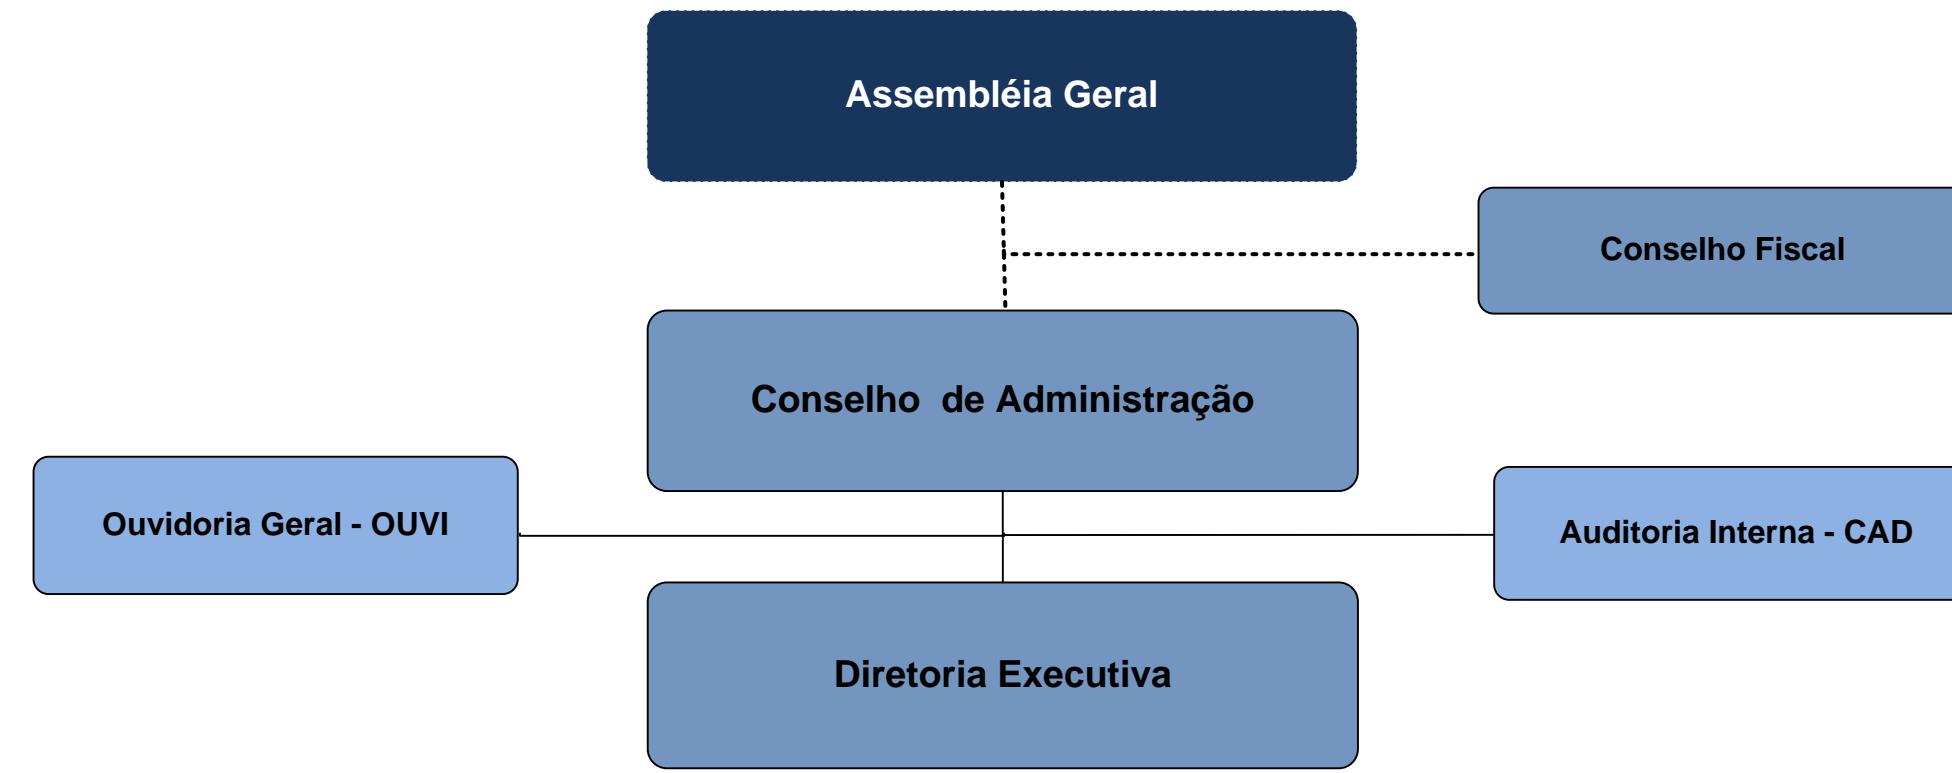 Assembléia Geral
Conselho Fiscal
Conselho  de Administração
Ouvidoria Geral - OUVI
Auditoria Interna - CAD
Diretoria Executiva